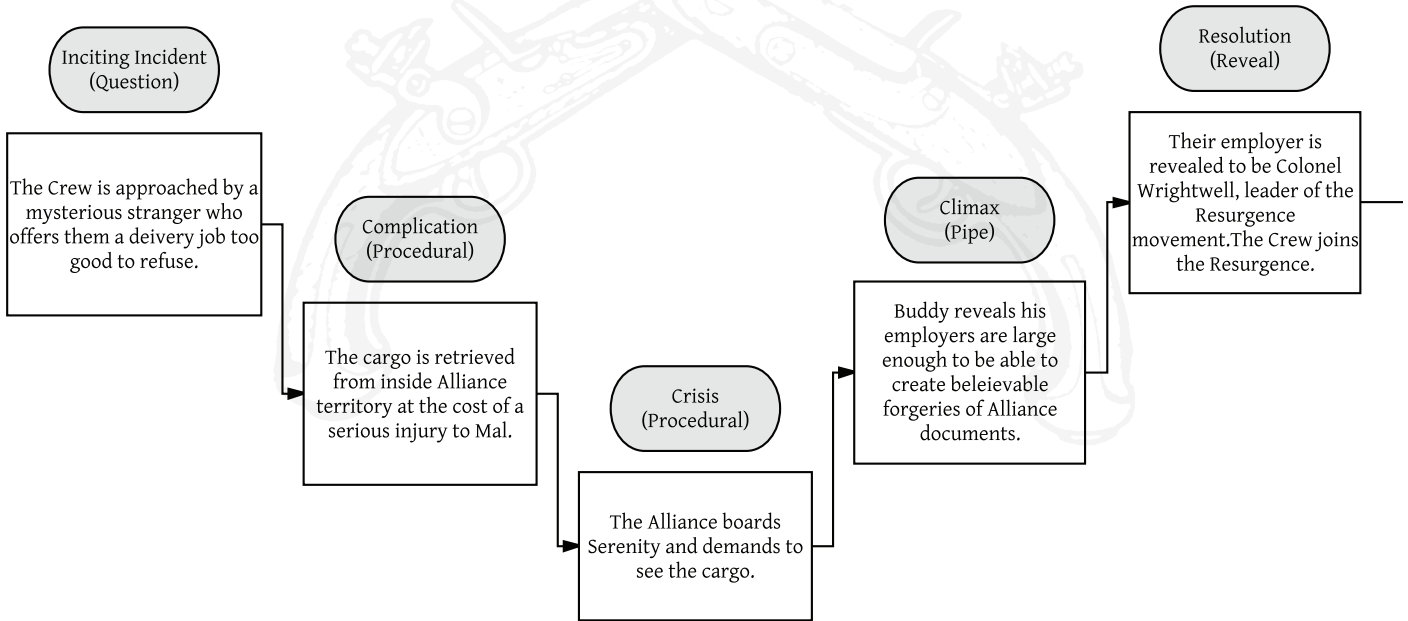 Inciting Incident
(Question)
The Crew is approached by a
mysterious stranger who
offers them a deivery job too
good to refuse.
Complication
(Procedural)
The cargo is retrieved
from inside Alliance
territory at the cost of a
serious injury to Mal.
Crisis
(Procedural)
The Alliance boards
Serenity and demands to
see the cargo.
Climax
(Pipe)
Buddy reveals his
employers are large
enough to be able to
create beleievable
forgeries of Alliance
documents.
Resolution
(Reveal)
Their employer is
revealed to be Colonel
Wrightwell, leader of the
Resurgence
movement.The Crew joins
the Resurgence.